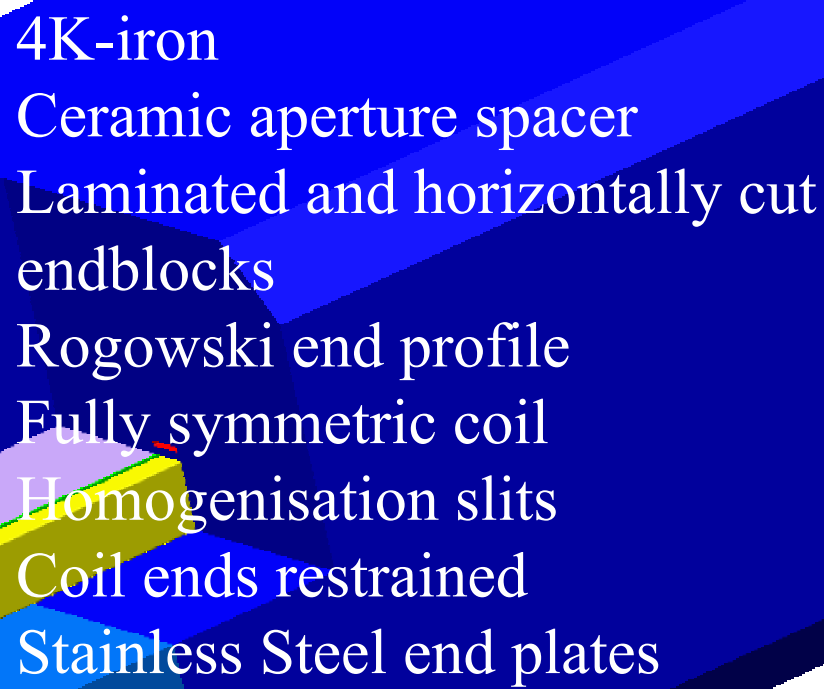 4K-iron
Ceramic aperture spacer
Laminated and horizontally cut
endblocks
Rogowski end profile
Fully symmetric coil
Homogenisation slits
Coil ends restrained
Stainless Steel end plates